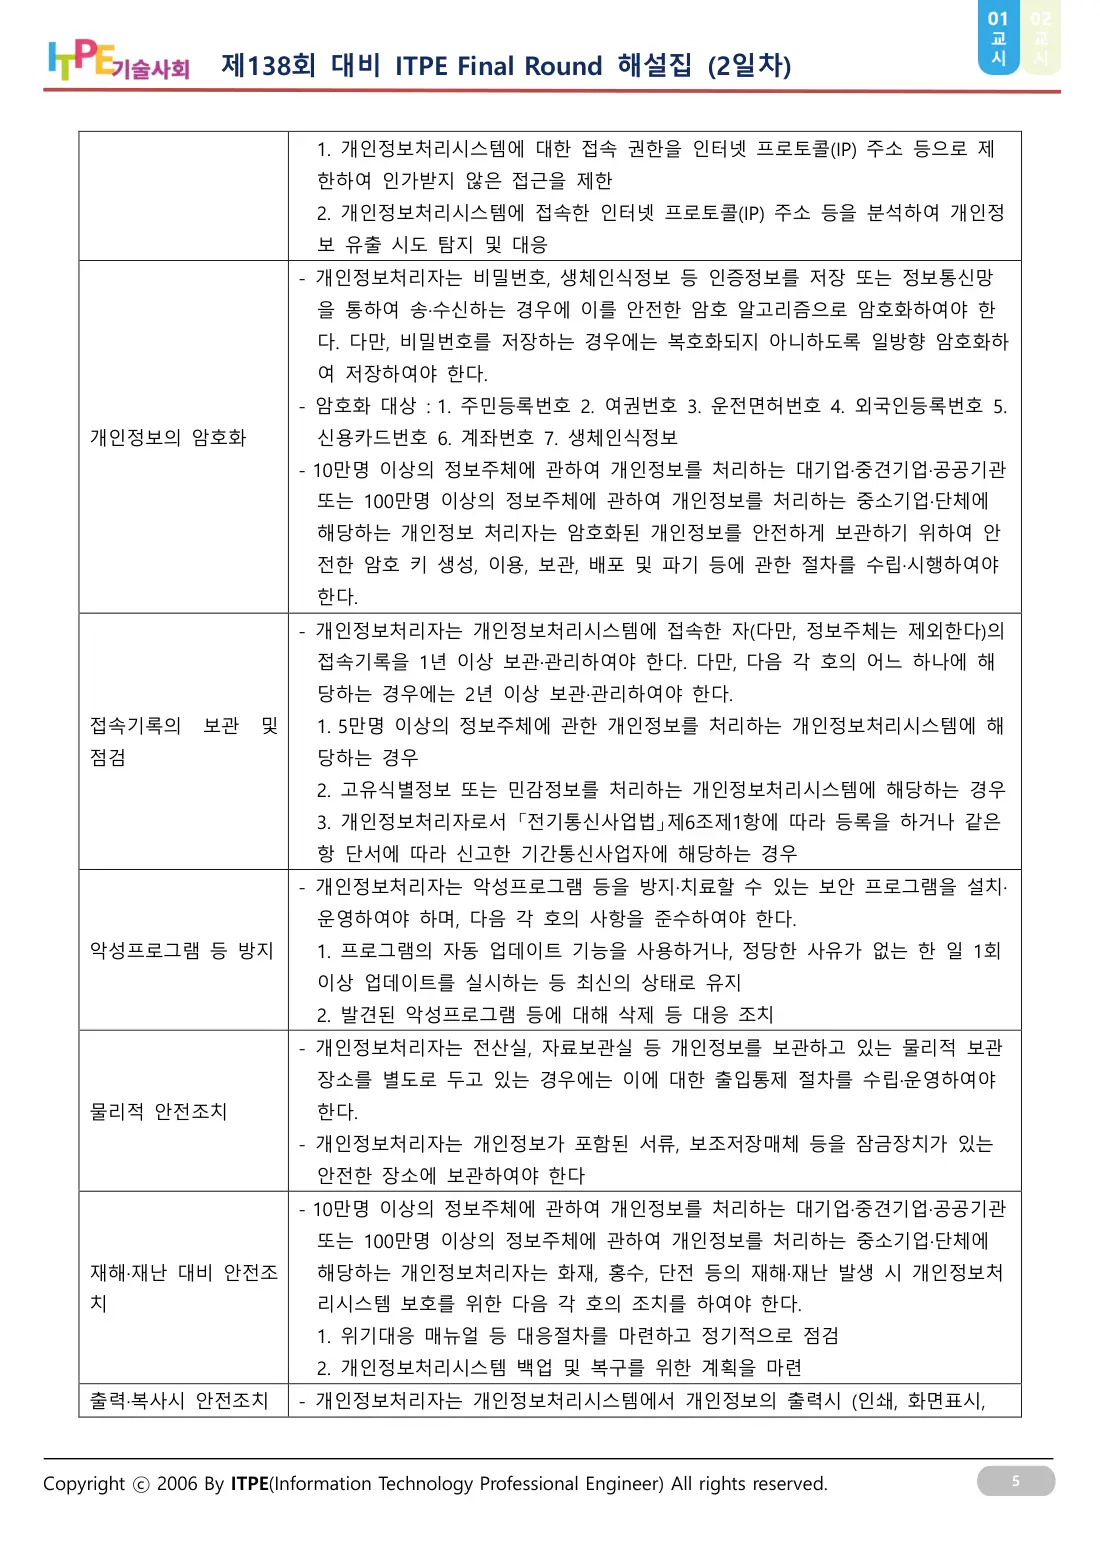 01
교
시
02
교
시
ITPE기술사회 제138회 대비 ITPE Final Round 해설집 (2일차)
1. 개인정보처리시스템에 대한 접속 권한을 인터넷 프로토콜(IP) 주소 등으로 제
한하여 인가받지 않은 접근을 제한
2. 개인정보처리시스템에 접속한 인터넷 프로토콜(IP) 주소 등을 분석하여 개인정
보 유출 시도 탐지 및 대응
개인정보의 암호화
- 개인정보처리자는 비밀번호, 생체인식정보 등 인증정보를 저장 또는 정보통신망
을 통하여 송·수신하는 경우에 이를 안전한 암호 알고리즘으로 암호화하여야 한
다. 다만, 비밀번호를 저장하는 경우에는 복호화되지 아니하도록 일방향 암호화하
여 저장하여야 한다.
- 암호화 대상 : 1. 주민등록번호 2. 여권번호 3. 운전면허번호 4. 외국인등록번호 5.
신용카드번호 6. 계좌번호 7. 생체인식정보
- 10만명 이상의 정보주체에 관하여 개인정보를 처리하는 대기업·중견기업·공공기관
또는 100만명 이상의 정보주체에 관하여 개인정보를 처리하는 중소기업·단체에
해당하는 개인정보 처리자는 암호화된 개인정보를 안전하게 보관하기 위하여 안
전한 암호 키 생성, 이용, 보관, 배포 및 파기 등에 관한 절차를 수립·시행하여야
한다.
접속기록의 보관 및
점검
- 개인정보처리자는 개인정보처리시스템에 접속한 자(다만, 정보주체는 제외한다)의
접속기록을 1년 이상 보관·관리하여야 한다. 다만, 다음 각 호의 어느 하나에 해
당하는 경우에는 2년 이상 보관·관리하여야 한다.
1. 5만명 이상의 정보주체에 관한 개인정보를 처리하는 개인정보처리시스템에 해
당하는 경우
2. 고유식별정보 또는 민감정보를 처리하는 개인정보처리시스템에 해당하는 경우
3. 개인정보처리자로서 「전기통신사업법」제6조제1항에 따라 등록을 하거나 같은
항 단서에 따라 신고한 기간통신사업자에 해당하는 경우
악성프로그램 등 방지
- 개인정보처리자는 악성프로그램 등을 방지·치료할 수 있는 보안 프로그램을 설치·
운영하여야 하며, 다음 각 호의 사항을 준수하여야 한다.
1. 프로그램의 자동 업데이트 기능을 사용하거나, 정당한 사유가 없는 한 일 1회
이상 업데이트를 실시하는 등 최신의 상태로 유지
2. 발견된 악성프로그램 등에 대해 삭제 등 대응 조치
물리적 안전조치
- 개인정보처리자는 전산실, 자료보관실 등 개인정보를 보관하고 있는 물리적 보관
장소를 별도로 두고 있는 경우에는 이에 대한 출입통제 절차를 수립·운영하여야
한다.
- 개인정보처리자는 개인정보가 포함된 서류, 보조저장매체 등을 잠금장치가 있는
안전한 장소에 보관하여야 한다
재해·재난 대비 안전조
치
- 10만명 이상의 정보주체에 관하여 개인정보를 처리하는 대기업·중견기업·공공기관
또는 100만명 이상의 정보주체에 관하여 개인정보를 처리하는 중소기업·단체에
해당하는 개인정보처리자는 화재, 홍수, 단전 등의 재해·재난 발생 시 개인정보처
리시스템 보호를 위한 다음 각 호의 조치를 하여야 한다.
1. 위기대응 매뉴얼 등 대응절차를 마련하고 정기적으로 점검
2. 개인정보처리시스템 백업 및 복구를 위한 계획을 마련
출력·복사시 안전조치
- 개인정보처리자는 개인정보처리시스템에서 개인정보의 출력시 (인쇄, 화면표시,
Copyright ⓒ 2006 By ITPE(Information Technology Professional Engineer) All rights reserved.
5